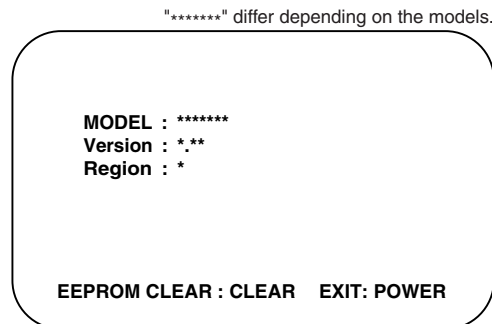 "*******" differ depending on the models.
MODEL : *******
Version : *.**
Region : *
EEPROM CLEAR : CLEAR EXIT: POWER